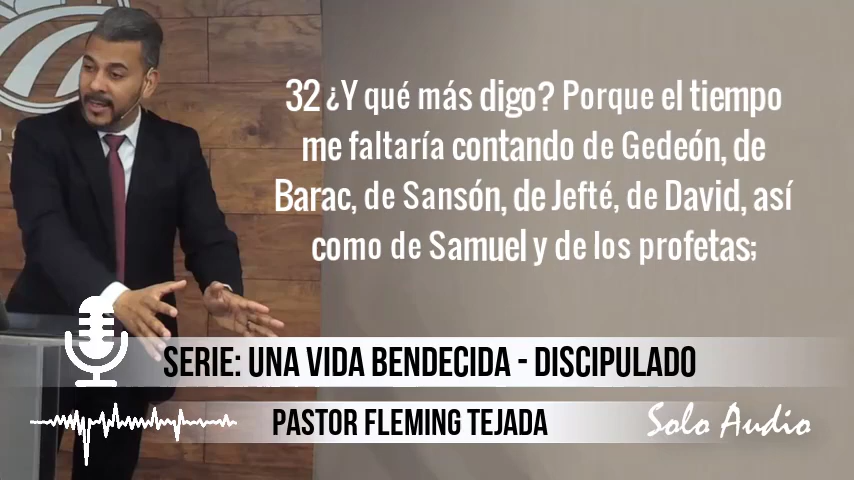 32 ¿Y qué más digo? Porque el tiempo
me faltaría contando de Gedeón, de
Barac, de Sansón, de Jefté, de David, así
como de Samuel y de los profetas;
SERIE: UNA VIDA BENDECIDA - DISCIPULADO
PASTOR FLEMING TEJADA
Solo Audio